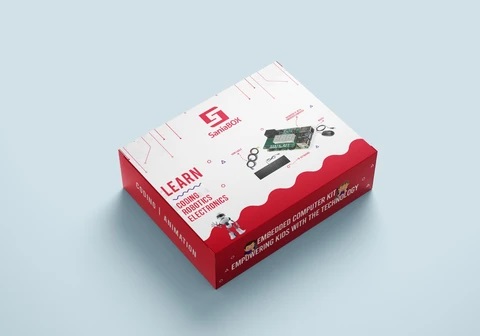 SaniaBOX
LEARN
CODING
ROBOTICS
ELECTRONICS
CODING | ANIMATION
EMBEDDED COMPUTER KIT
EMPOWERING KIDS WITH THE TECHNOLOGY